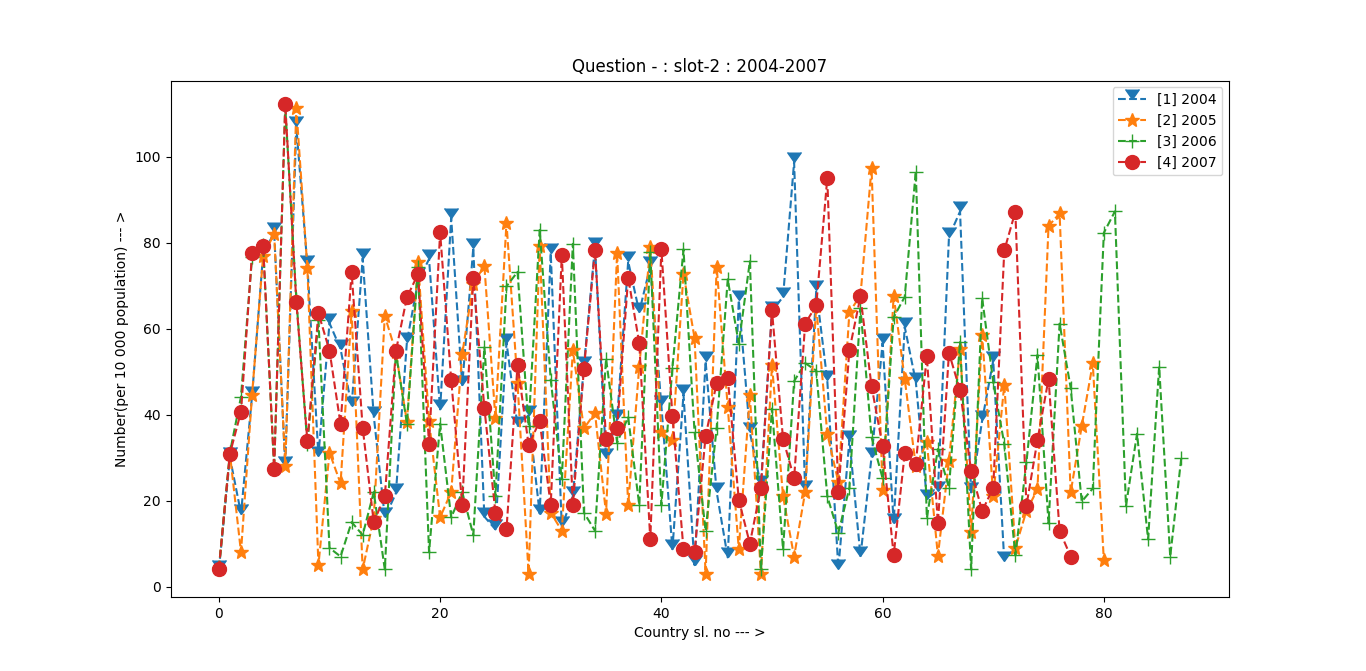 Question - : slot-2 : 2004-2007
[1] 2004
[2] 2005
[3] 2006
[4] 2007
Number(per 10 000 population) --- >
100
80
60
40
20
0
0 20 40 60 80
Country sl. no --- >